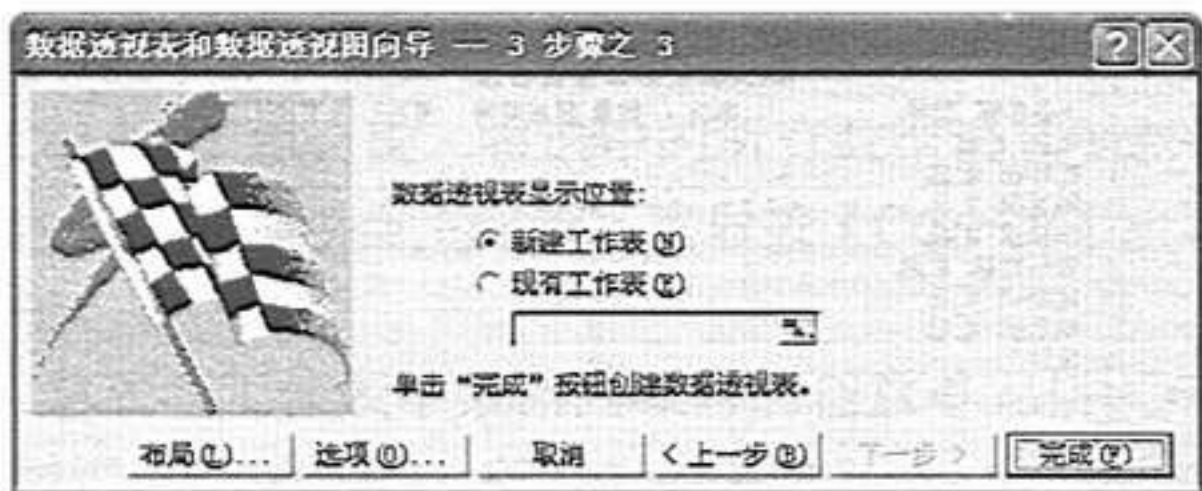 数据透视表和数据透视图向导 — 3 步骤之 3
数据透视表显示位置:
新建工作表(N)
现有工作表(E)
单击“完成”按钮创建数据透视表。
布局(L)... 选项(O)... 取消 <上一步(B) 下一步> 完成(F)